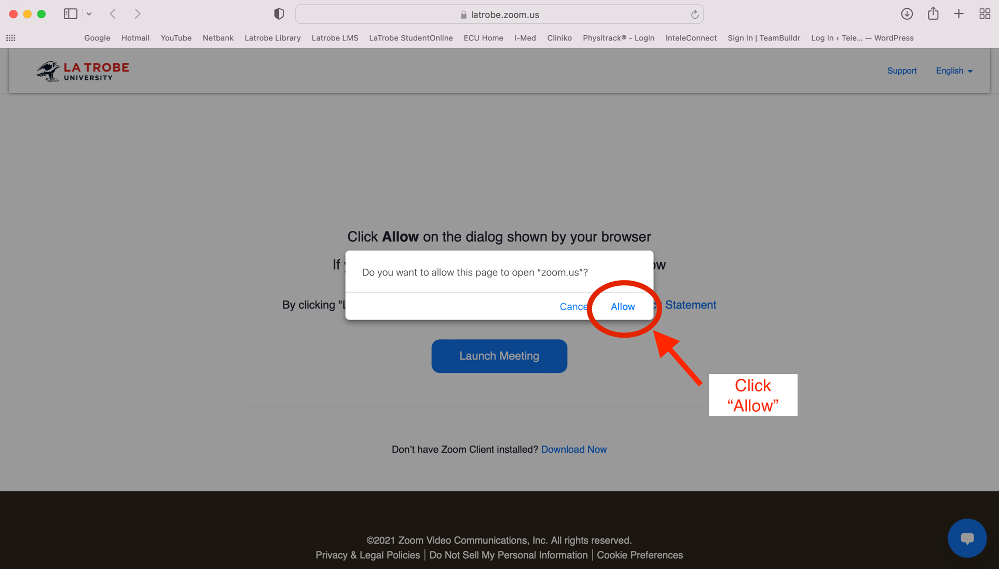 latrobe.zoom.us
Google Hotmail YouTube Netbank Latrobe Library Latrobe LMS LaTrobe StudentOnline ECU Home I-Med Cliniko Physitrack® - Login InteleConnect Sign In | TeamBuildr Log In ‹ Tele... — WordPress
LA TROBE
UNIVERSITY
Support English
Click Allow on the dialog shown by your browser
If
Do you want to allow this page to open “zoom.us”?
By clicking "L Statement
Cance Allow
Launch Meeting
Click
“Allow”
Don’t have Zoom Client installed? Download Now
©2021 Zoom Video Communications, Inc. All rights reserved.
Privacy & Legal Policies | Do Not Sell My Personal Information | Cookie Preferences